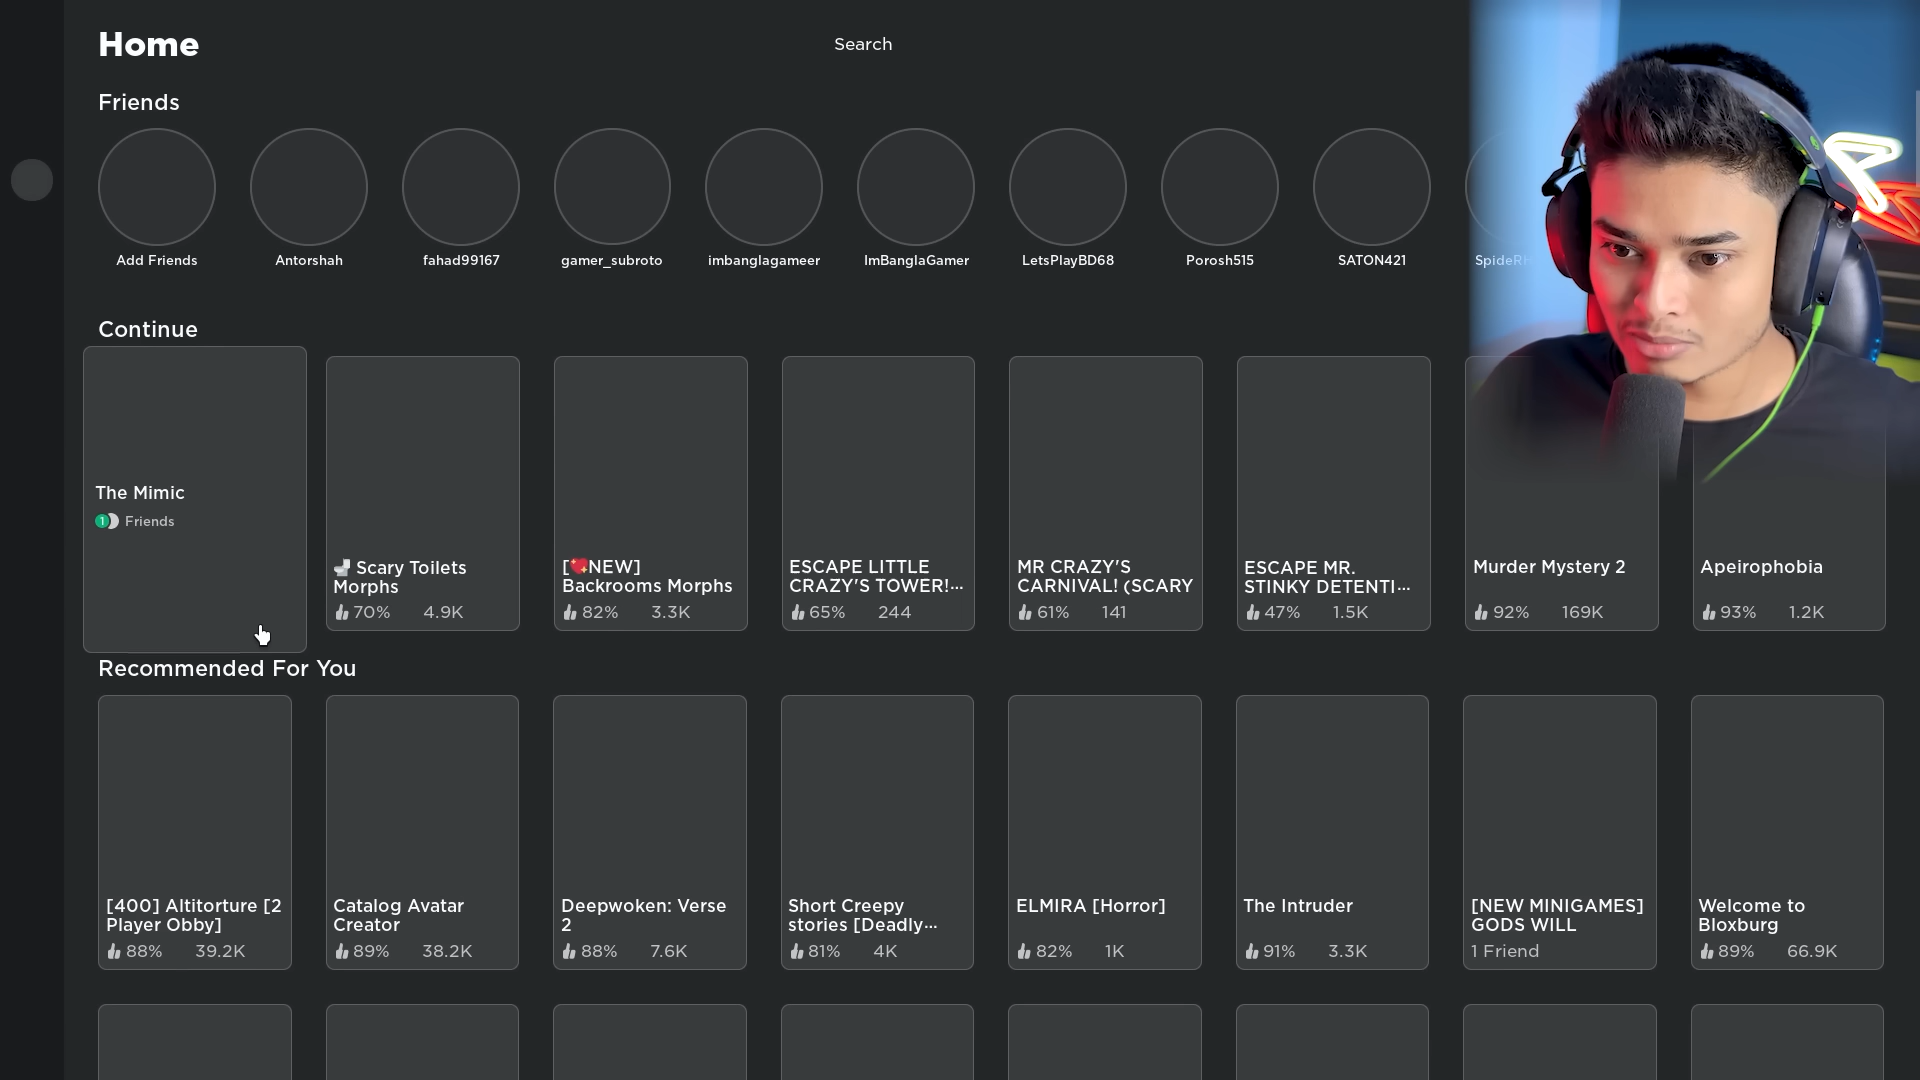 Home
Search
Friends
Add Friends
Antorshah
fahad99167
gamer_subroto
imbanglagameer
ImBanglaGamer
LetsPlayBD68
Porosh515
SATON421
Continue
The Mimic
1 Friends
🚽 Scary Toilets
Morphs
70% 4.9K
[💖NEW]
Backrooms Morphs
82% 3.3K
ESCAPE LITTLE
CRAZY'S TOWER!...
65% 244
MR CRAZY'S
CARNIVAL! (SCARY
61% 141
ESCAPE MR.
STINKY DETENTI...
47% 1.5K
Murder Mystery 2
92% 169K
Apeirophobia
93% 1.2K
Recommended For You
[400] Altitorture [2
Player Obby]
88% 39.2K
Catalog Avatar
Creator
89% 38.2K
Deepwoken: Verse
2
88% 7.6K
Short Creepy
stories [Deadly...
81% 4K
ELMIRA [Horror]
82% 1K
The Intruder
91% 3.3K
[NEW MINIGAMES]
GODS WILL
1 Friend
Welcome to
Bloxburg
89% 66.9K